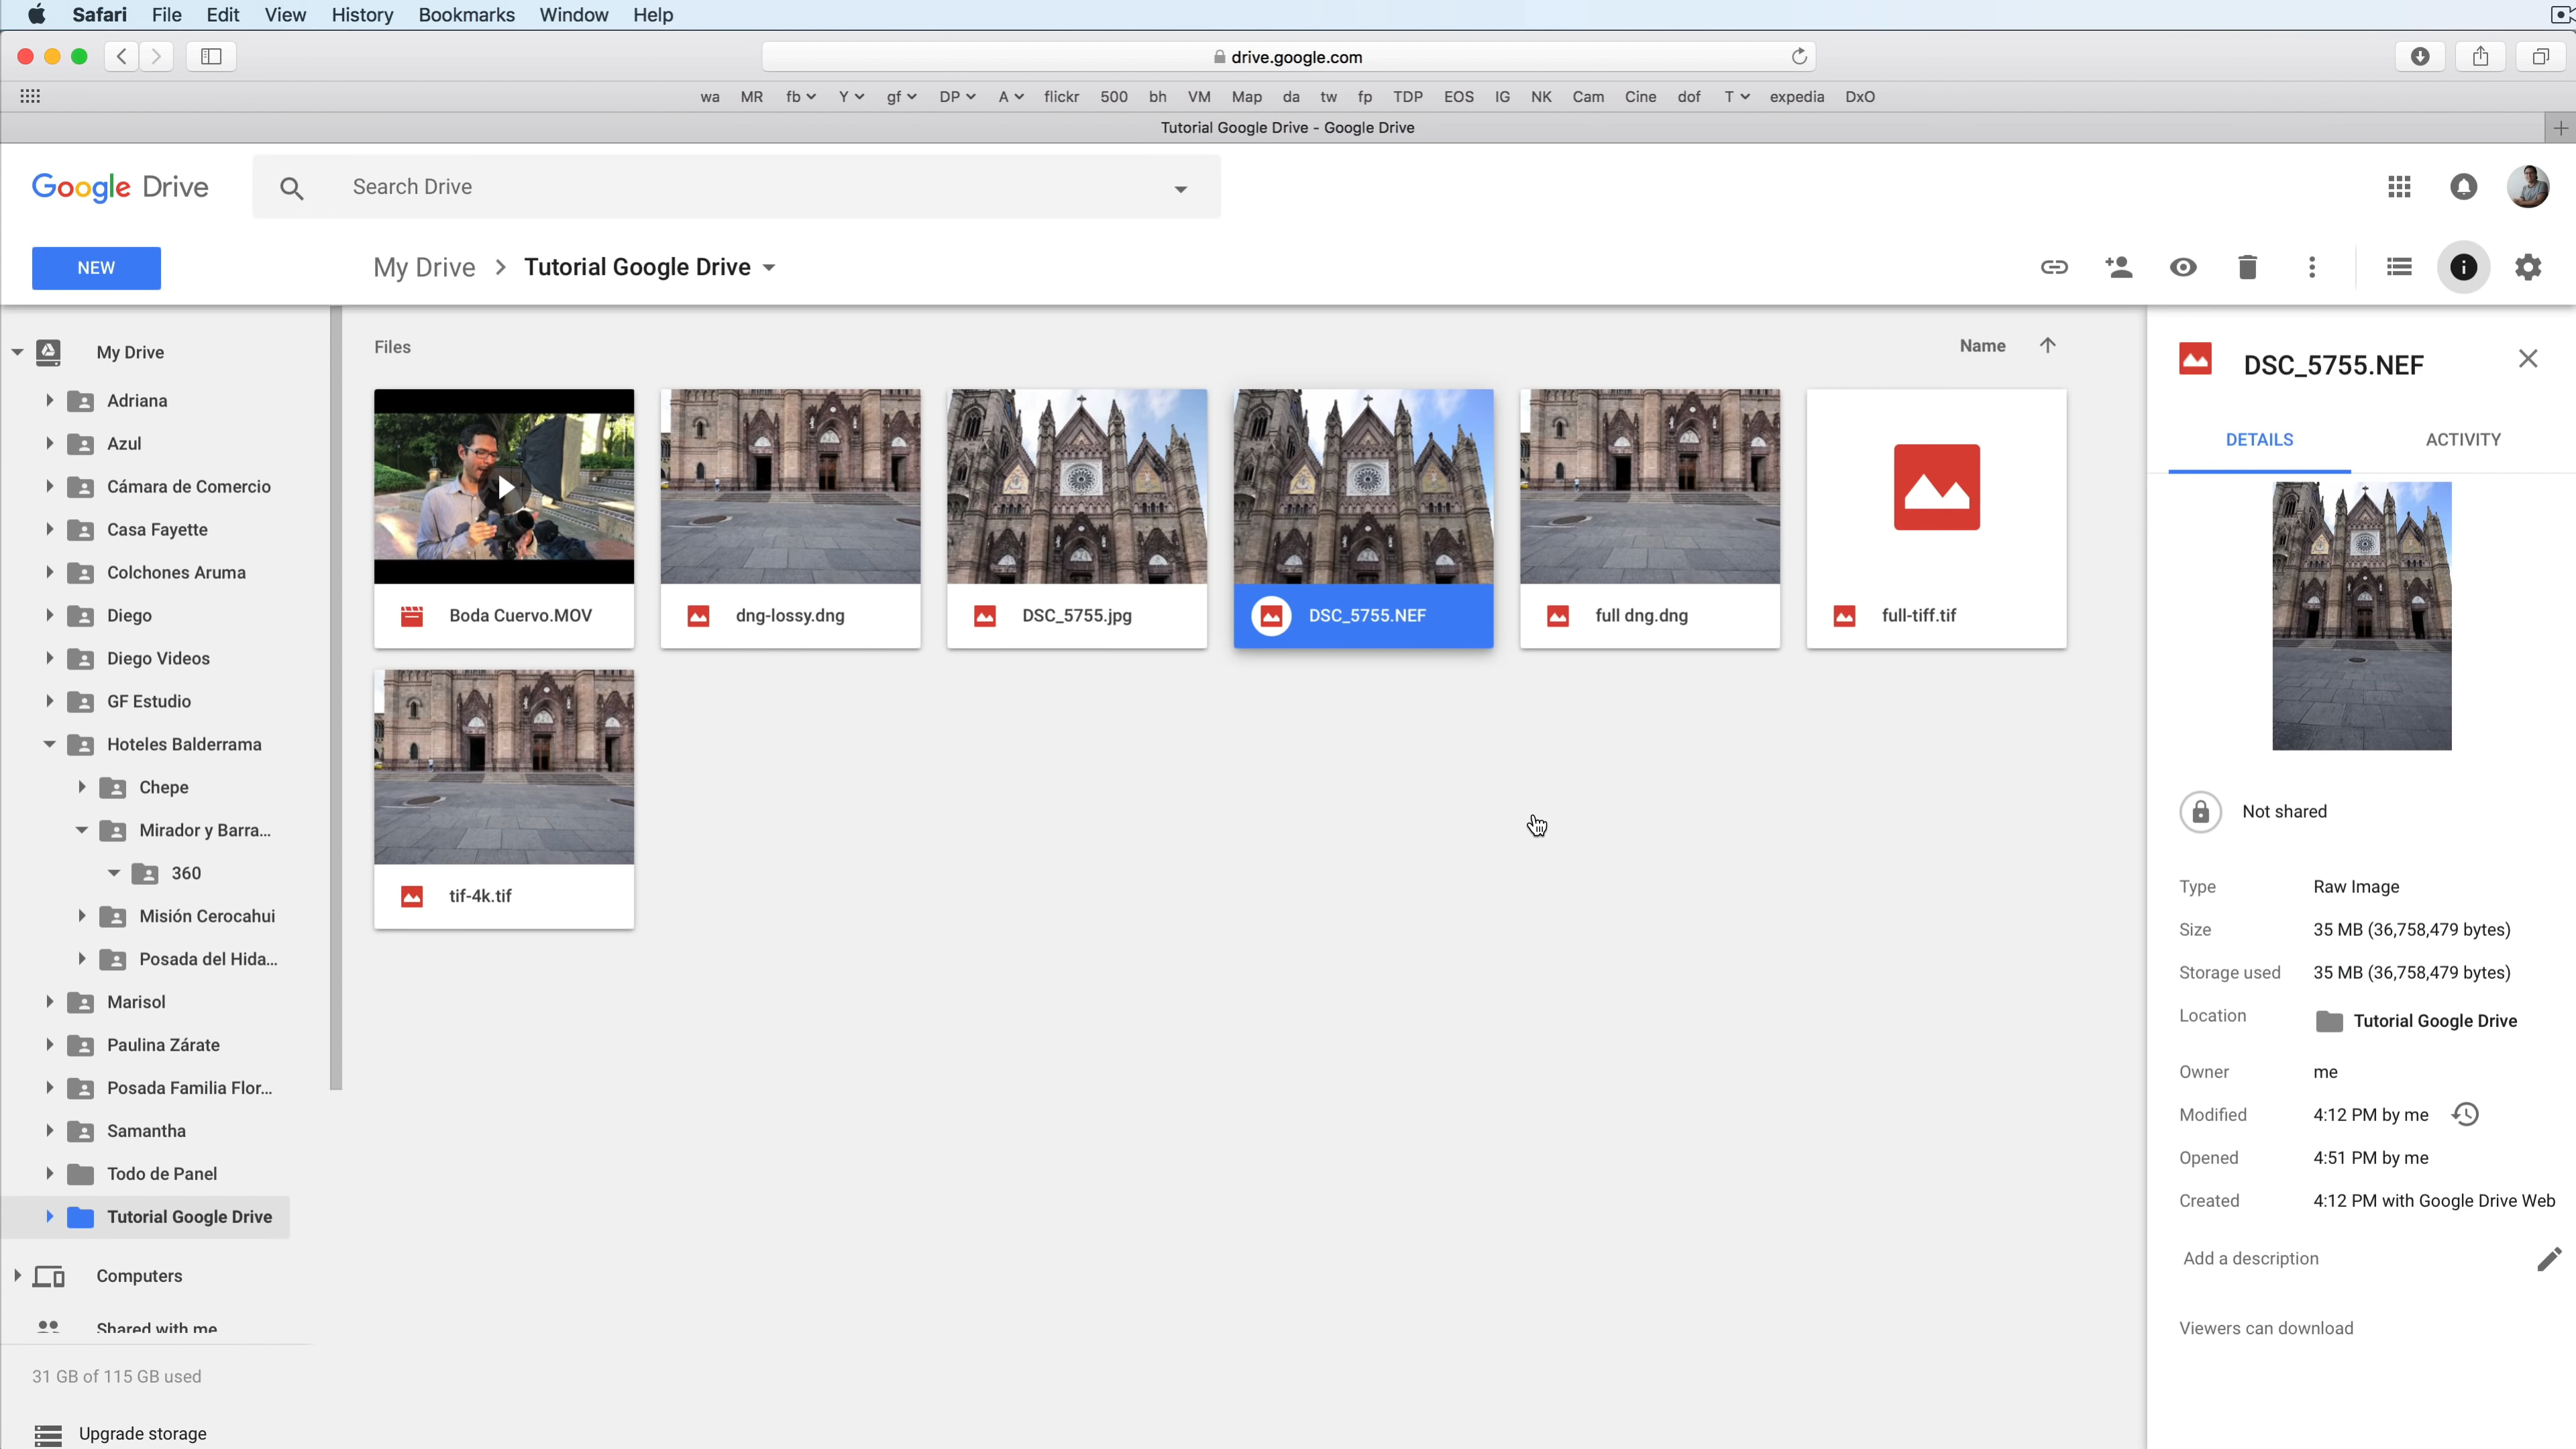 Safari File Edit View History Bookmarks Window Help
drive.google.com
wa MR fb Y gf DP A flickr 500 bh VM Map da tw fp TDP EOS IG NK Cam Cine dof T expedia DxO
Tutorial Google Drive - Google Drive
Google Drive
Search Drive
NEW
My Drive > Tutorial Google Drive
My Drive
Adriana
Azul
Cámara de Comercio
Casa Fayette
Colchones Aruma
Diego
Diego Videos
GF Estudio
Hoteles Balderrama
Chepe
Mirador y Barra...
360
Misión Cerocahui
Posada del Hida...
Marisol
Paulina Zárate
Posada Familia Flor...
Samantha
Todo de Panel
Tutorial Google Drive
Computers
Shared with me
31 GB of 115 GB used
Upgrade storage
Files
Name
Boda Cuervo.MOV
dng-lossy.dng
DSC_5755.jpg
DSC_5755.NEF
full dng.dng
full-tiff.tif
tif-4k.tif
DSC_5755.NEF
DETAILS ACTIVITY
Not shared
Type Raw Image
Size 35 MB (36,758,479 bytes)
Storage used 35 MB (36,758,479 bytes)
Location Tutorial Google Drive
Owner me
Modified 4:12 PM by me
Opened 4:51 PM by me
Created 4:12 PM with Google Drive Web
Add a description
Viewers can download